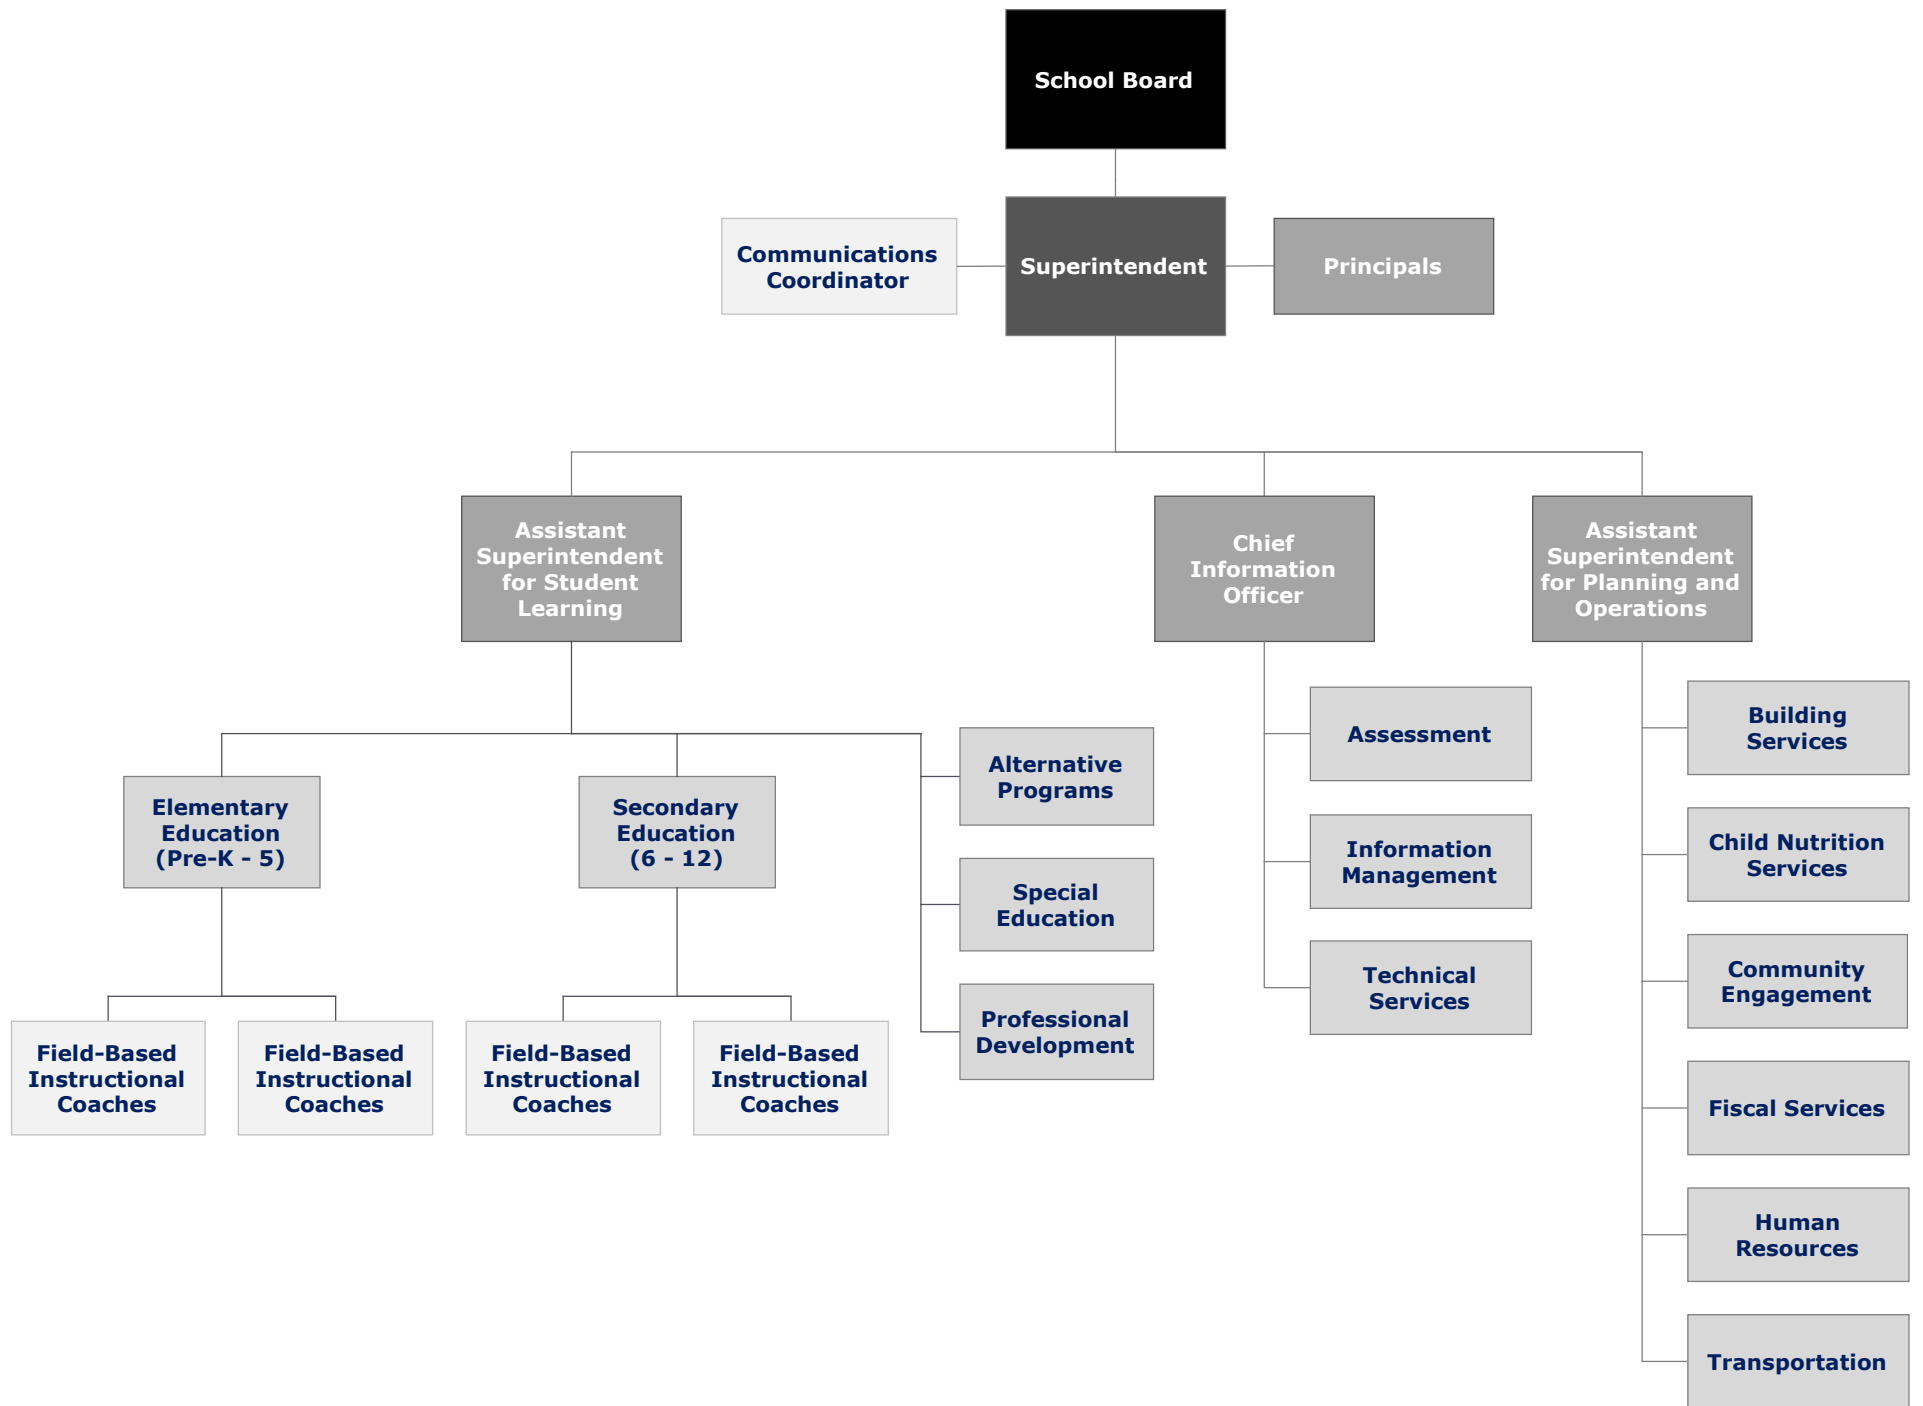 School Board
Communications
Coordinator
Superintendent
Principals
Assistant
Superintendent
for Student
Learning
Chief
Information
Officer
Assistant
Superintendent
for Planning and
Operations
Elementary
Education
(Pre-K - 5)
Secondary
Education
(6 - 12)
Field-Based
Instructional
Coaches
Field-Based
Instructional
Coaches
Field-Based
Instructional
Coaches
Field-Based
Instructional
Coaches
Alternative
Programs
Special
Education
Professional
Development
Assessment
Information
Management
Technical
Services
Building
Services
Child Nutrition
Services
Community
Engagement
Fiscal Services
Human
Resources
Transportation